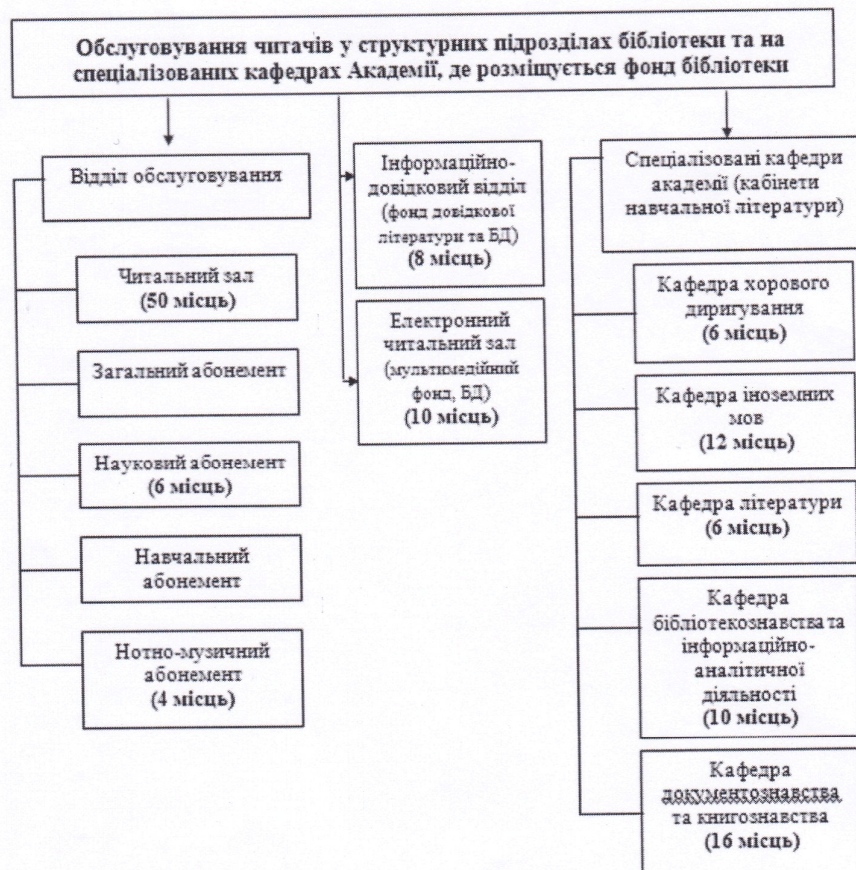 Обслуговування читачів у структурних підрозділах бібліотеки та на
спеціалізованих кафедрах Академії, де розміщується фонд бібліотеки
Відділ обслуговування
Читальний зал
(50 місць)
Загальний абонемент
Науковий абонемент
(6 місць)
Навчальний
абонемент
Нотно-музичний
абонемент
(4 місць)
Інформаційно-
довідковий відділ
(фонд довідкової
літератури та БД)
(8 місць)
Електронний
читальний зал
(мультимедійний
фонд, БД)
(10 місць)
Спеціалізовані кафедри
академії (кабінети
навчальної літератури)
Кафедра хорового
диригування
(6 місць)
Кафедра іноземних
мов
(12 місць)
Кафедра літератури
(6 місць)
Кафедра
бібліотекознавства та
інформаційно-
аналітичної
діяльності
(10 місць)
Кафедра
документознавства
та книгознавства
(16 місць)